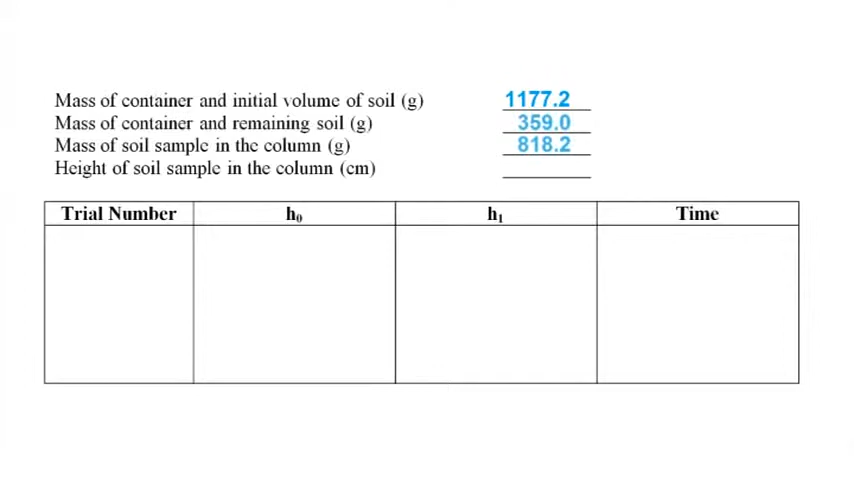 Mass of container and initial volume of soil (g) 1177.2
Mass of container and remaining soil (g) 359.0
Mass of soil sample in the column (g) 818.2
Height of soil sample in the column (cm)
Trial Number h₀ h₁ Time